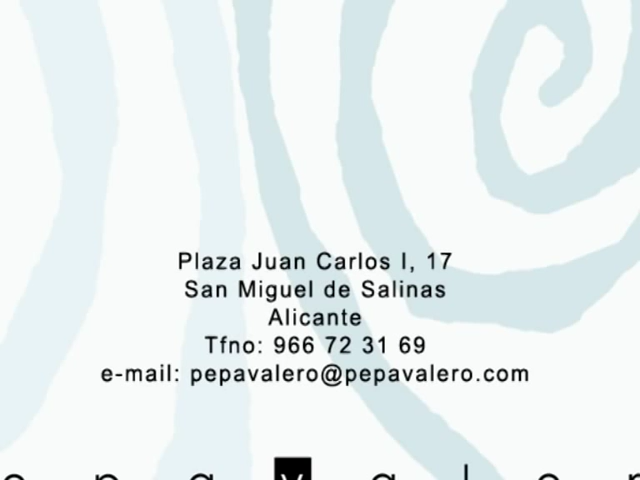 Plaza Juan Carlos I, 17
San Miguel de Salinas
Alicante
Tfno: 966 72 31 69
e-mail: pepavalero@pepavalero.com